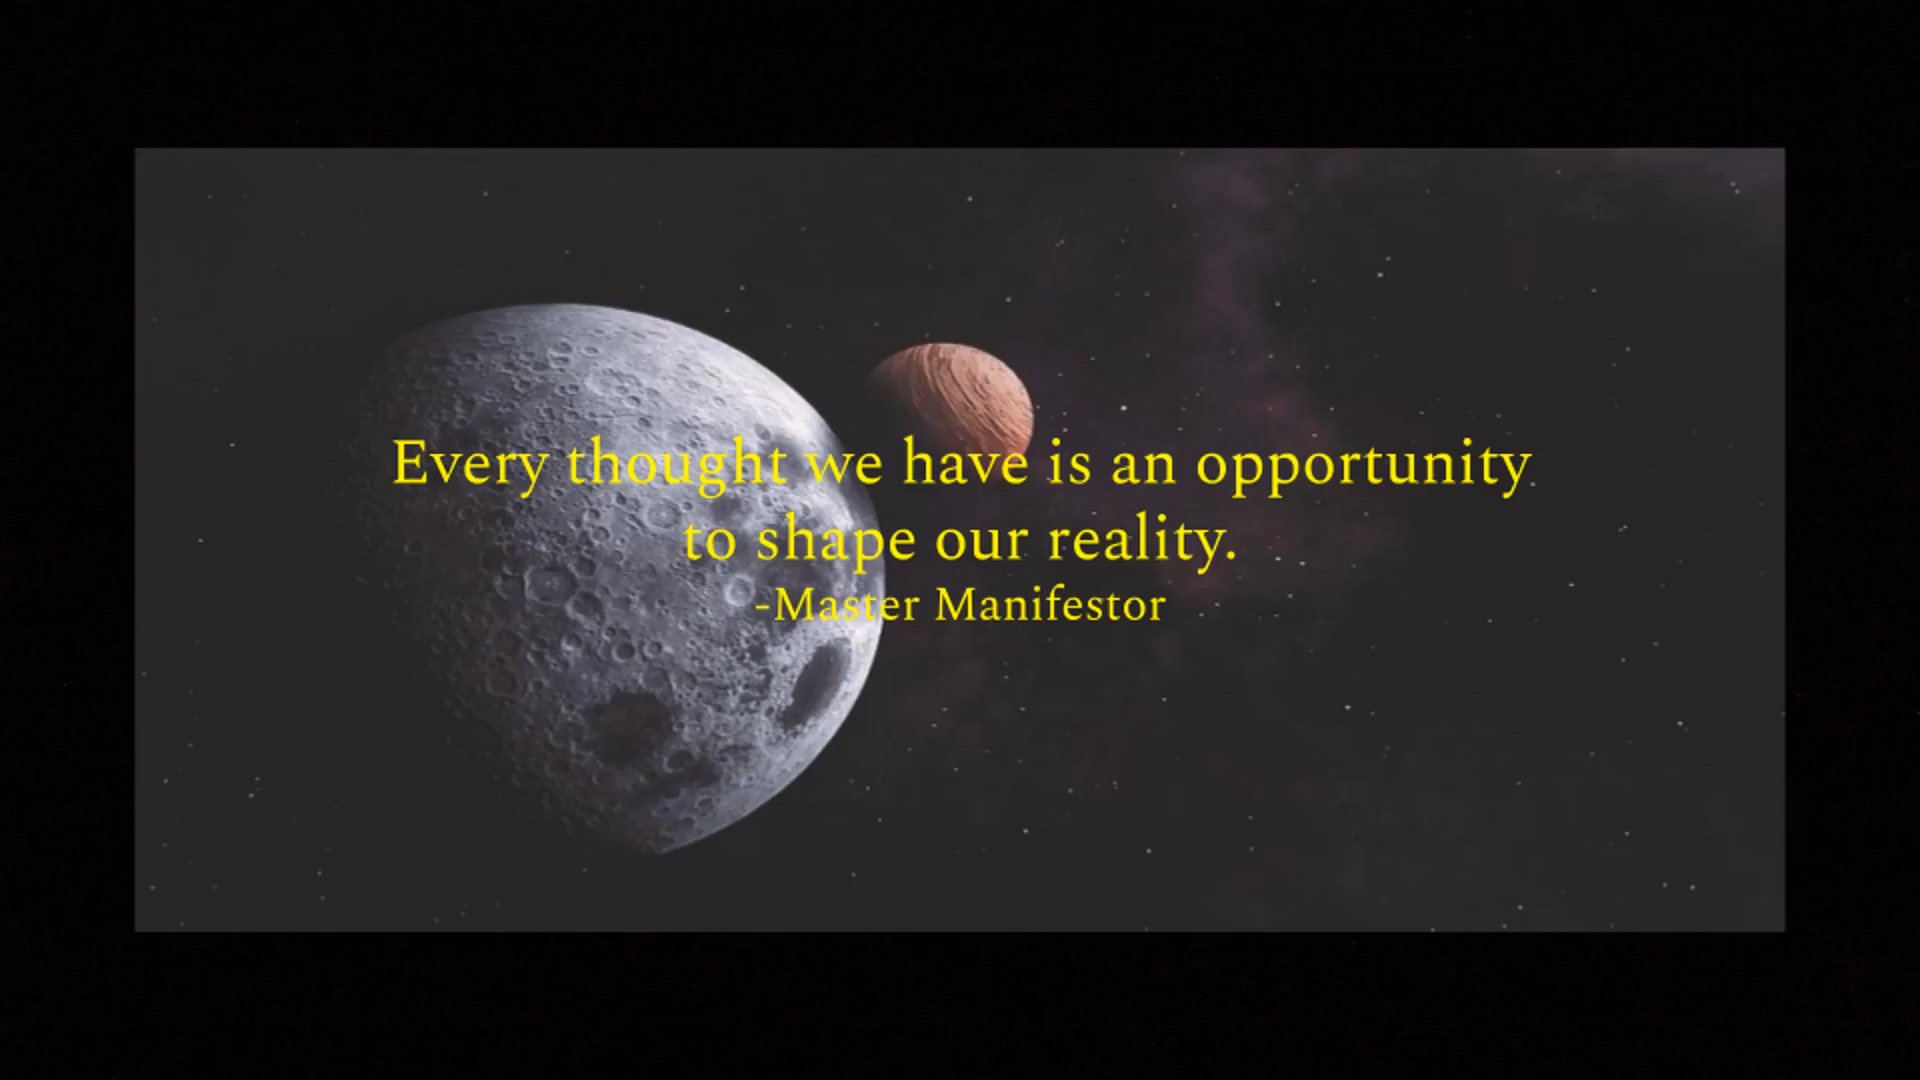 Every thought we have is an opportunity
to shape our reality.
-Master Manifestor